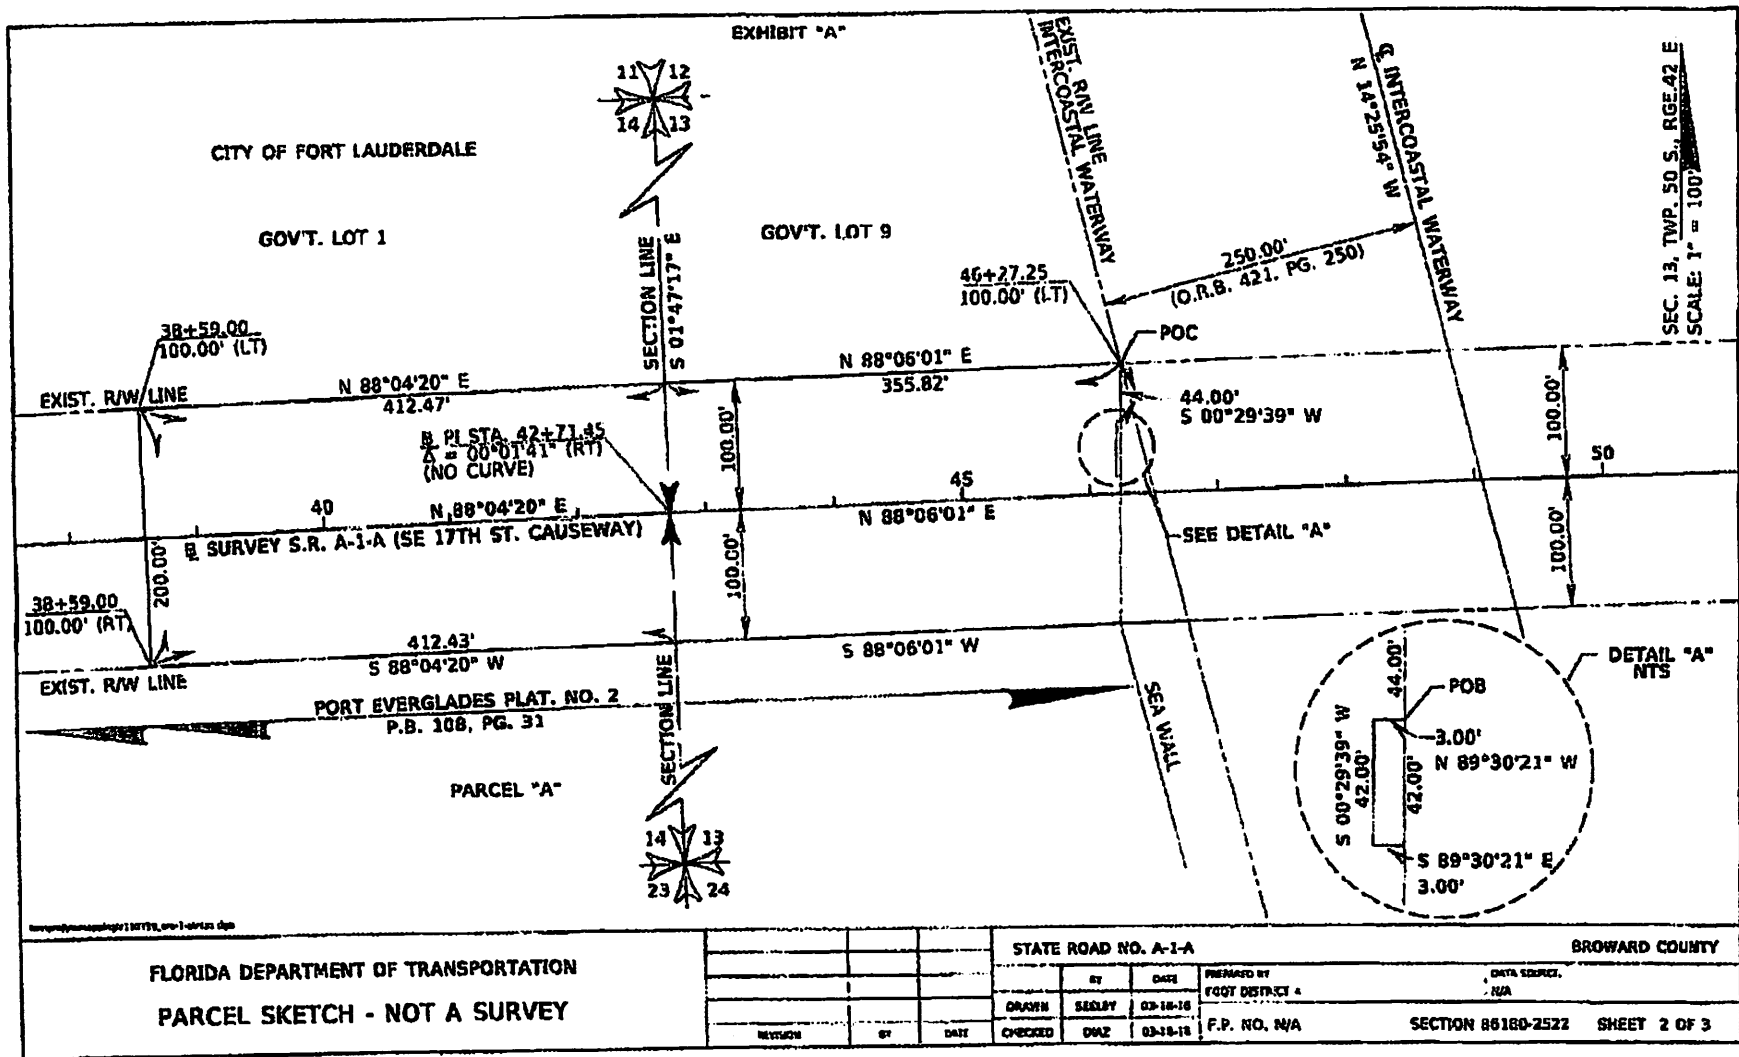 EXHIBIT "A"
11 12
14 13
CITY OF FORT LAUDERDALE
GOV'T. LOT 1
GOV'T. LOT 9
SECTION LINE
S 01°47'17" E
EXIST. R/W LINE
INTERCOASTAL WATERWAY
℄ INTERCOASTAL WATERWAY
N 14°25'54" W
SEC. 13, TWP. 50 S., RGE.42 E
SCALE: 1" = 100'
250.00'
(O.R.B. 421, PG. 250)
46+27.25
100.00' (LT)
POC
38+59.00
100.00' (LT)
EXIST. R/W LINE
N 88°04'20" E
412.47'
N 88°06'01" E
355.82'
44.00'
S 00°29'39" W
PI STA. 42+71.45
Δ = 00°01'41" (RT)
(NO CURVE)
100.00'
100.00'
40
45
50
N 88°04'20" E
N 88°06'01" E
SURVEY S.R. A-1-A (SE 17TH ST. CAUSEWAY)
SEE DETAIL "A"
200.00'
100.00'
100.00'
38+59.00
100.00' (RT)
412.43'
S 88°04'20" W
S 88°06'01" W
EXIST. R/W LINE
PORT EVERGLADES PLAT. NO. 2
P.B. 108, PG. 31
SECTION LINE
SEA WALL
PARCEL "A"
14 13
23 24
DETAIL "A"
NTS
44.00'
POB
3.00'
N 89°30'21" W
S 00°29'39" W
42.00'
42.00'
S 89°30'21" E
3.00'
FLORIDA DEPARTMENT OF TRANSPORTATION
PARCEL SKETCH - NOT A SURVEY
REVISION BY DATE
STATE ROAD NO. A-1-A
BROWARD COUNTY
BY DATE
PREPARED BY
FDOT DISTRICT 4
DATA SOURCE:
N/A
DRAWN SEELEY
CHECKED DIAZ
F.P. NO. N/A
SECTION 86180-2522
SHEET 2 OF 3